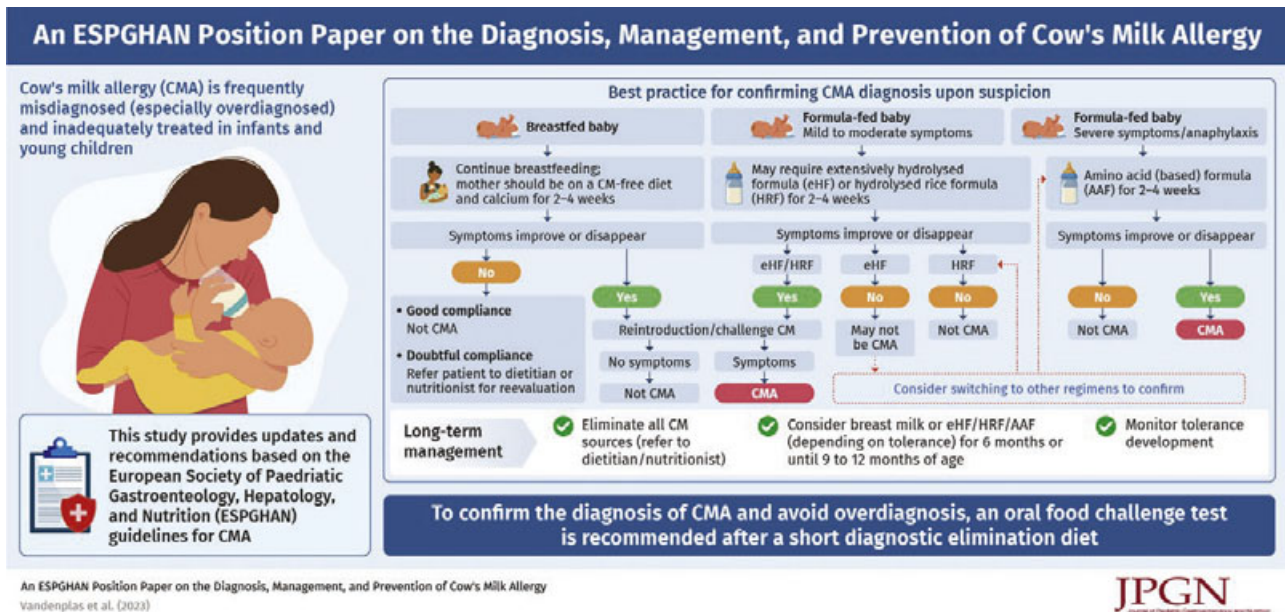 An ESPGHAN Position Paper on the Diagnosis, Management, and Prevention of Cow's Milk Allergy
Cow's milk allergy (CMA) is frequently
misdiagnosed (especially overdiagnosed)
and inadequately treated in infants and
young children
This study provides updates and
recommendations based on the
European Society of Paedriatic
Gastroenteology, Hepatology,
and Nutrition (ESPGHAN)
guidelines for CMA
Best practice for confirming CMA diagnosis upon suspicion
Breastfed baby
Continue breastfeeding;
mother should be on a CM-free diet
and calcium for 2–4 weeks
Symptoms improve or disappear
No
Yes
• Good compliance
Not CMA
• Doubtful compliance
Refer patient to dietitian or
nutritionist for reevaluation
Formula-fed baby
Mild to moderate symptoms
May require extensively hydrolysed
formula (eHF) or hydrolysed rice formula
(HRF) for 2–4 weeks
Symptoms improve or disappear
eHF/HRF
eHF
HRF
Yes
No
No
Reintroduction/challenge CM
May not
be CMA
Not CMA
No symptoms
Symptoms
Not CMA
CMA
Formula-fed baby
Severe symptoms/anaphylaxis
Amino acid (based) formula
(AAF) for 2–4 weeks
Symptoms improve or disappear
No
Yes
Not CMA
CMA
Consider switching to other regimens to confirm
Long-term
management
Eliminate all CM
sources (refer to
dietitian/nutritionist)
Consider breast milk or eHF/HRF/AAF
(depending on tolerance) for 6 months or
until 9 to 12 months of age
Monitor tolerance
development
To confirm the diagnosis of CMA and avoid overdiagnosis, an oral food challenge test
is recommended after a short diagnostic elimination diet
An ESPGHAN Position Paper on the Diagnosis, Management, and Prevention of Cow's Milk Allergy
Vandenplas et al. (2023)
JPGN